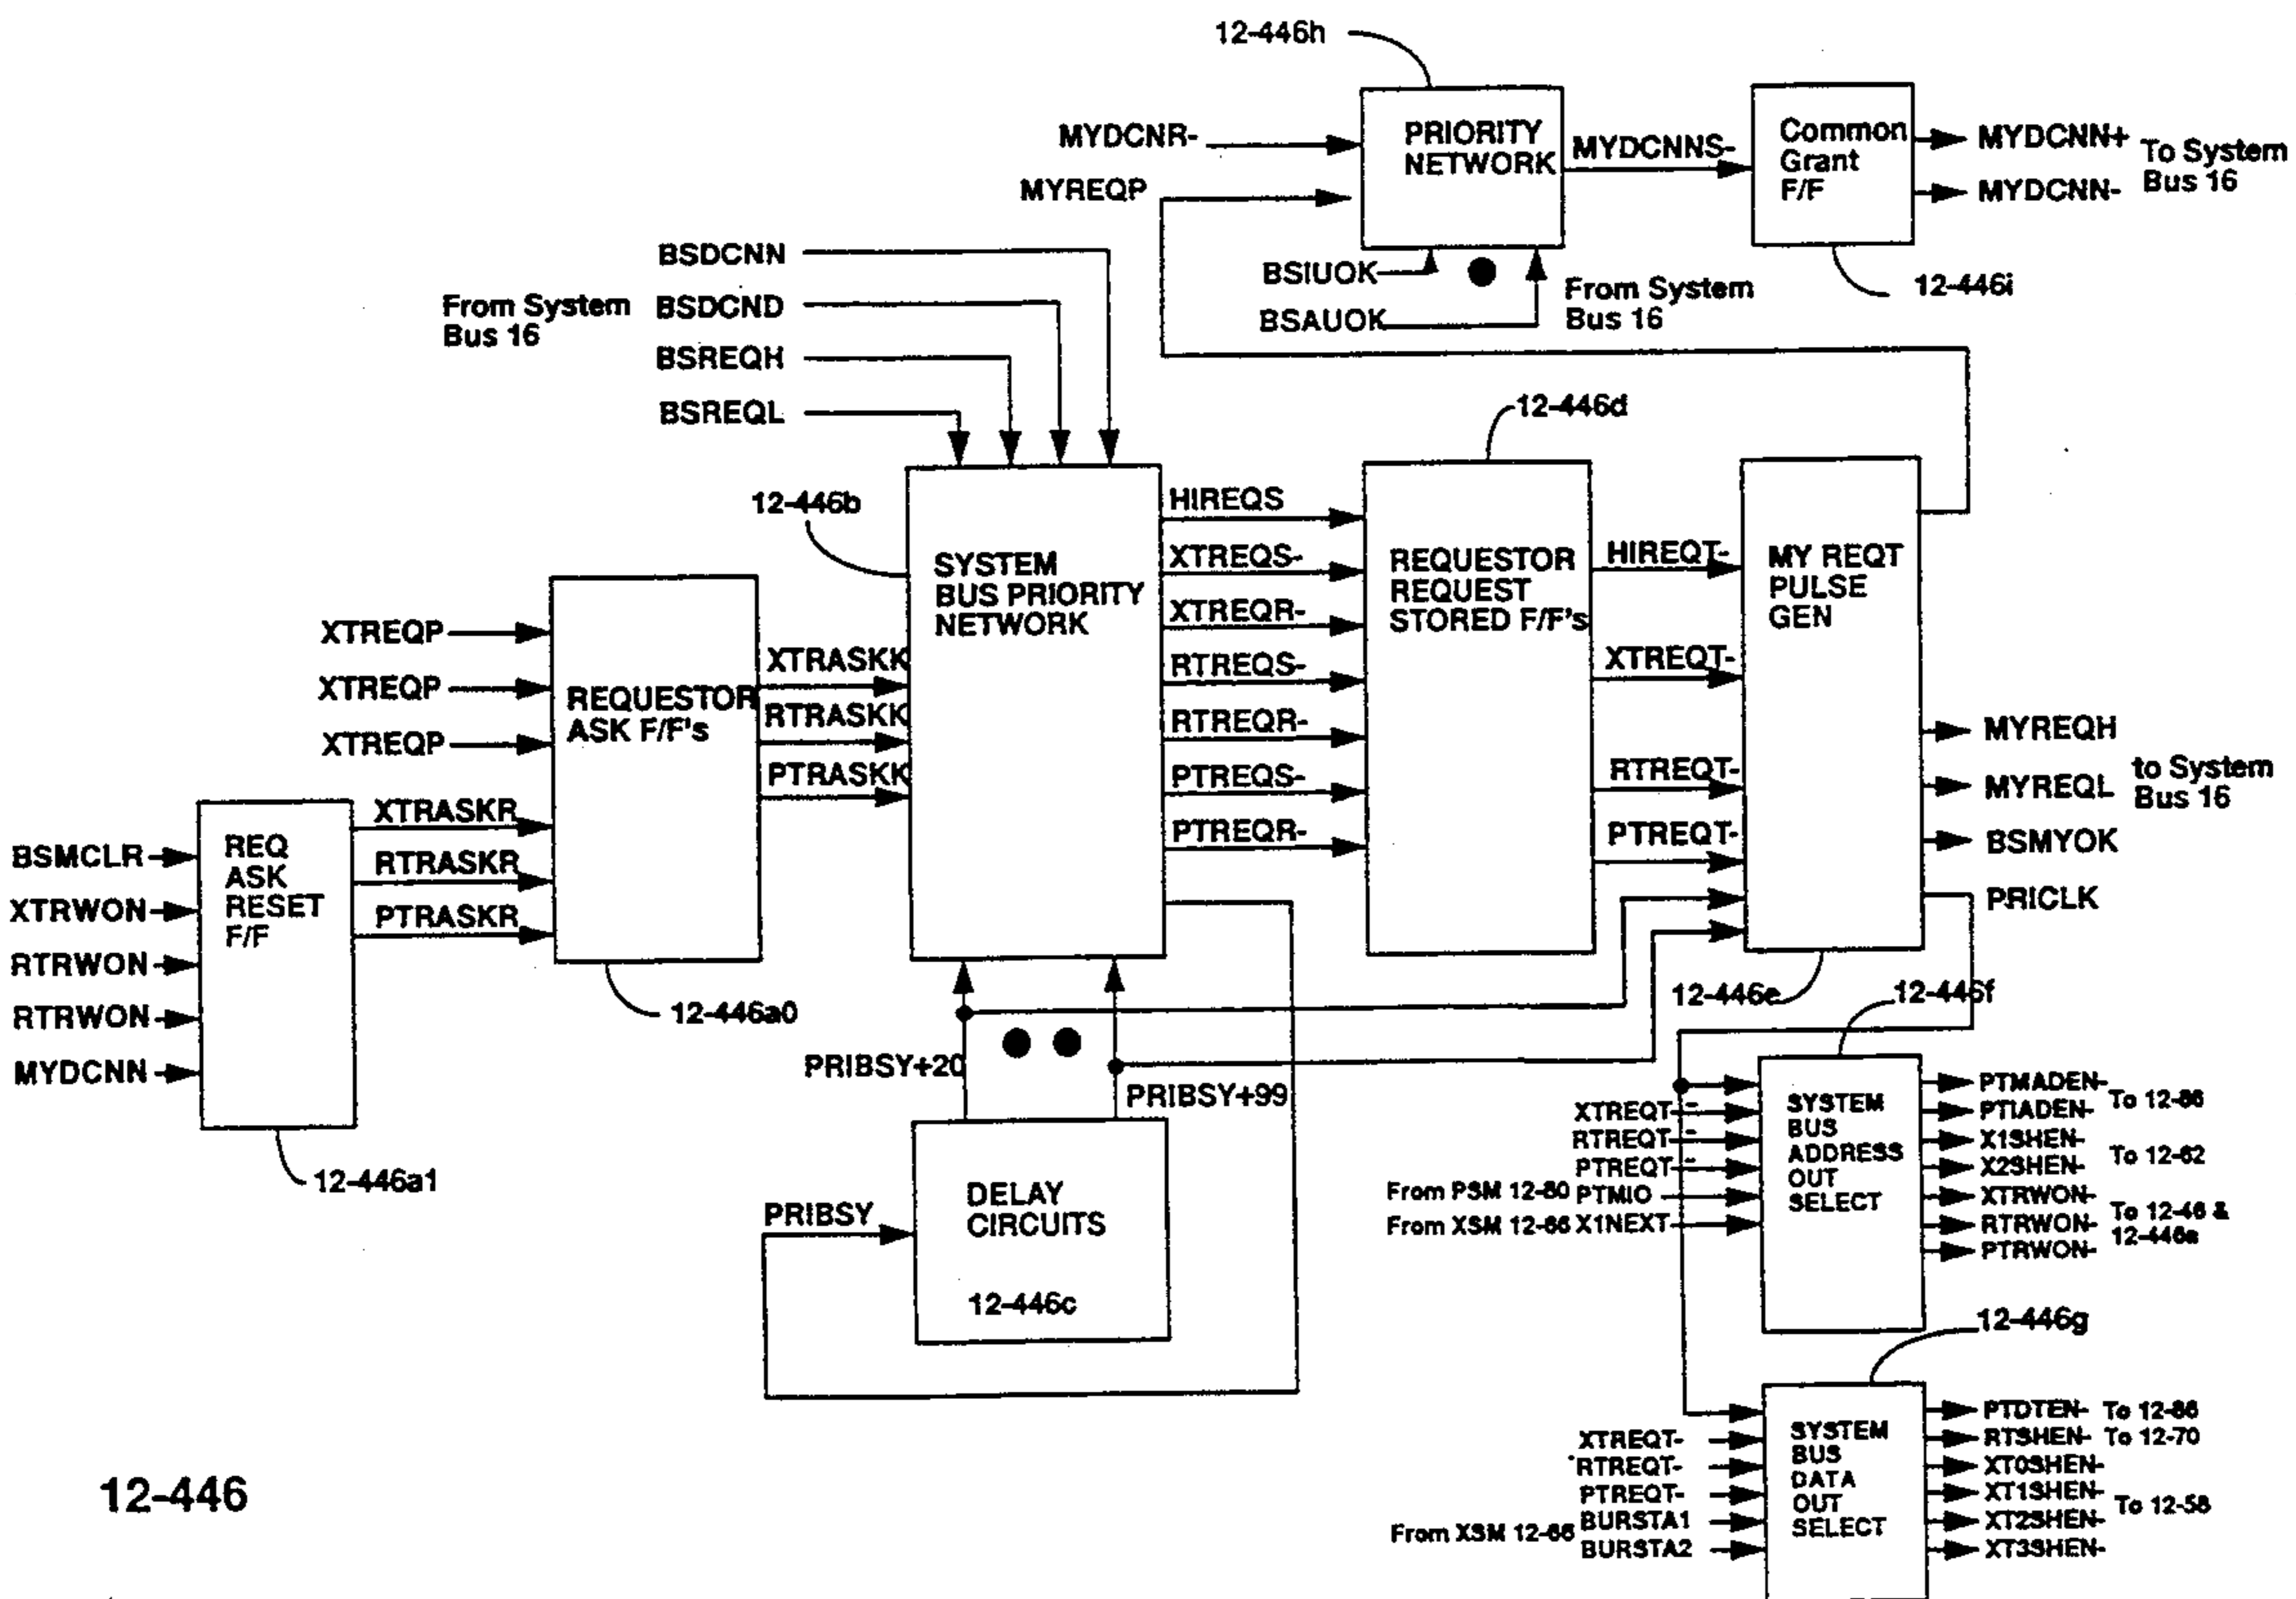 12-446h
MYDCNR-
MYREQP
PRIORITY
NETWORK
MYDCNNS-
Common
Grant
F/F
MYDCNN+
MYDCNN-
To System
Bus 16
BSIUOK
BSAUOK
From System
Bus 16
12-446i
From System
Bus 16
BSDCNN
BSDCND
BSREQH
BSREQL
12-446b
SYSTEM
BUS PRIORITY
NETWORK
HIREQS
XTREQS-
XTREQR-
RTREQS-
RTREQR-
PTREQS-
PTREQR-
12-446d
REQUESTOR
REQUEST
STORED F/F's
HIREQT-
XTREQT-
RTREQT-
PTREQT-
MY REQT
PULSE
GEN
MYREQH
MYREQL
to System
Bus 16
BSMYOK
PRICLK
12-446e
XTREQP
XTREQP
XTREQP
REQUESTOR
ASK F/F's
XTRASKK
RTRASKK
PTRASKK
12-446a0
BSMCLR
XTRWON
RTRWON
RTRWON
MYDCNN
REQ
ASK
RESET
F/F
XTRASKR
RTRASKR
PTRASKR
12-446a1
PRIBSY+20
PRIBSY+99
PRIBSY
DELAY
CIRCUITS
12-446c
12-446f
XTREQT-
RTREQT-
PTREQT-
From PSM 12-80 PTMIO
From XSM 12-66 X1NEXT
SYSTEM
BUS
ADDRESS
OUT
SELECT
PTMADEN-
PTIADEN-
To 12-86
X1SHEN-
X2SHEN-
To 12-62
XTRWON-
RTRWON-
PTRWON-
To 12-46 &
12-446a
12-446g
XTREQT-
RTREQT-
PTREQT-
From XSM 12-66
BURSTA1
BURSTA2
SYSTEM
BUS
DATA
OUT
SELECT
PTDTEN- To 12-86
RTSHEN- To 12-70
XT0SHEN-
XT1SHEN-
XT2SHEN-
XT3SHEN-
To 12-58
12-446